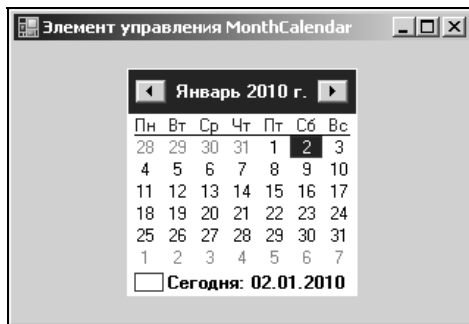 Элемент управления MonthCalendar
Январь 2010 г.
Пн Вт Ср Чт Пт Сб Вс
28 29 30 31 1 2 3
4 5 6 7 8 9 10
11 12 13 14 15 16 17
18 19 20 21 22 23 24
25 26 27 28 29 30 31
1 2 3 4 5 6 7
Сегодня: 02.01.2010